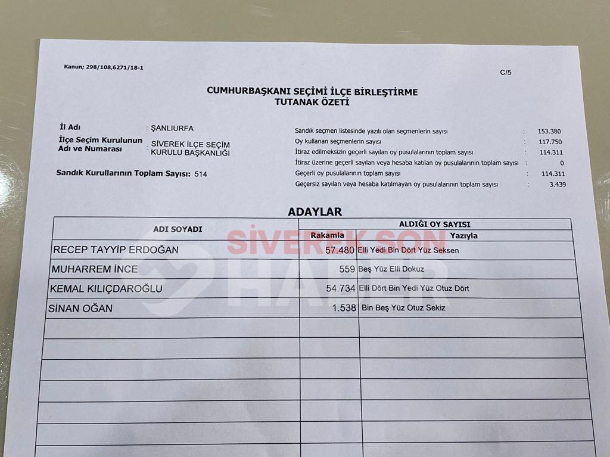 Kanun; 298/108,6271/18-1
C/5
CUMHURBAŞKANI SEÇİMİ İLÇE BİRLEŞTİRME
TUTANAK ÖZETİ
İl Adı : ŞANLIURFA
İlçe Seçim Kurulunun Adı ve Numarası : SİVEREK İLÇE SEÇİM KURULU BAŞKANLIĞI
Sandık Kurullarının Toplam Sayısı: 514
Sandık seçmen listesinde yazılı olan seçmenlerin sayısı : 153.380
Oy kullanan seçmenlerin sayısı : 117.750
İtiraz edilmeksizin geçerli sayılan oy pusulalarının toplam sayısı : 114.311
İtiraz üzerine geçerli sayılan veya hesaba katılan oy pusulalarının toplam sayısı : 0
Geçerli oy pusulalarının toplam sayısı : 114.311
Geçersiz sayılan veya hesaba katılmayan oy pusulalarının toplam sayısı : 3.439
ADAYLAR
ADI SOYADI
ALDIĞI OY SAYISI
Rakamla Yazıyla
RECEP TAYYİP ERDOĞAN 57.480 Elli Yedi Bin Dört Yüz Seksen
MUHARREM İNCE 559 Beş Yüz Elli Dokuz
KEMAL KILIÇDAROĞLU 54 734 Elli Dört Bin Yedi Yüz Otuz Dört
SİNAN OĞAN 1.538 Bin Beş Yüz Otuz Sekiz
SİVEREK SON
HABER